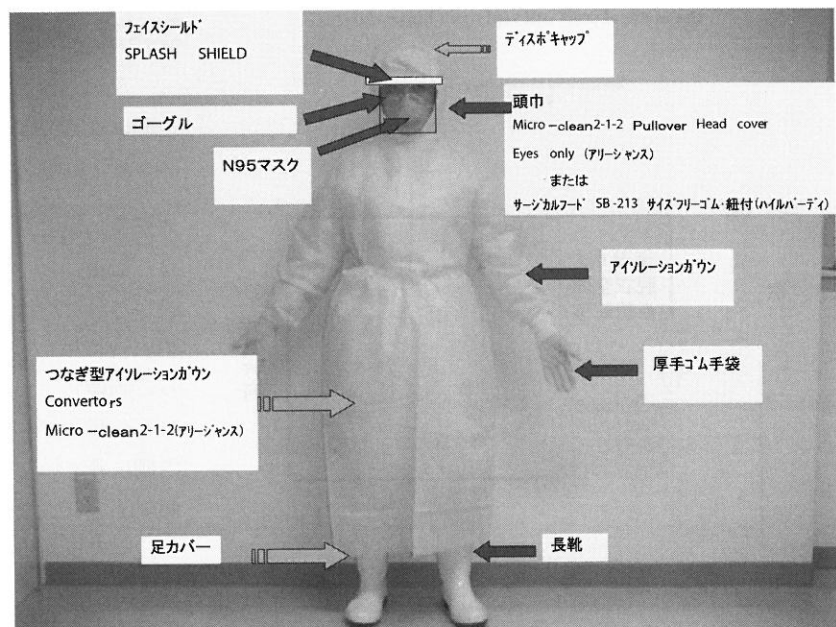 フェイスシールド
SPLASH SHIELD
ディスポキャップ
ゴーグル
頭巾
Micro-clean2-1-2 Pullover Head cover
Eyes only (アリージャンス)
または
サージカルフード SB-213 サイズフリーゴム・紐付(ハイルバーディ)
N95マスク
アイソレーションガウン
つなぎ型アイソレーションガウン
Convertors
Micro-clean2-1-2(アリージャンス)
厚手ゴム手袋
足カバー
長靴